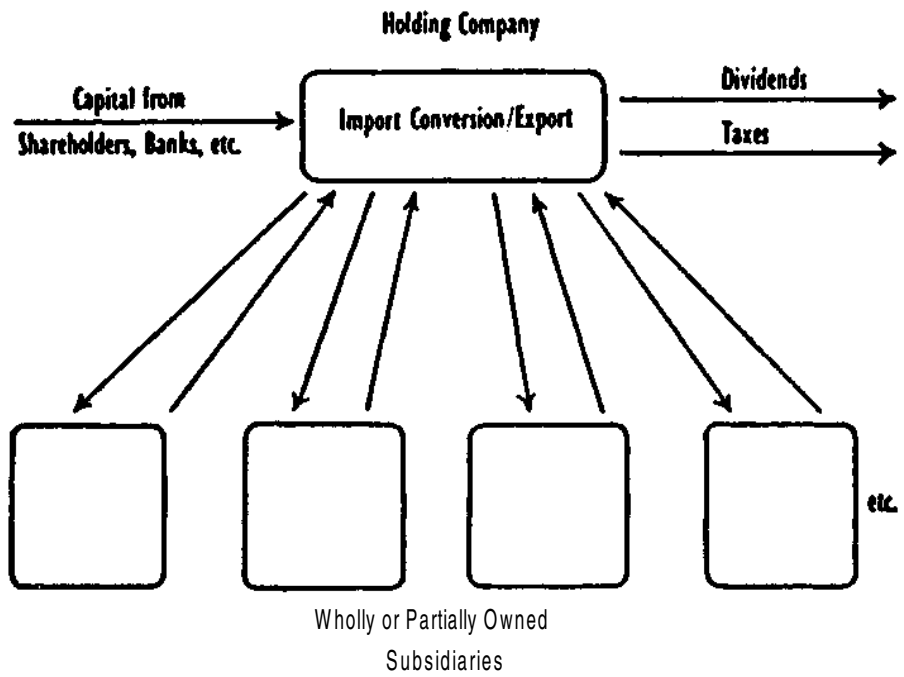 Holding Company
Capital from
Shareholders, Banks, etc.
Import Conversion/Export
Dividends
Taxes
etc.
Wholly or Partially Owned
Subsidiaries